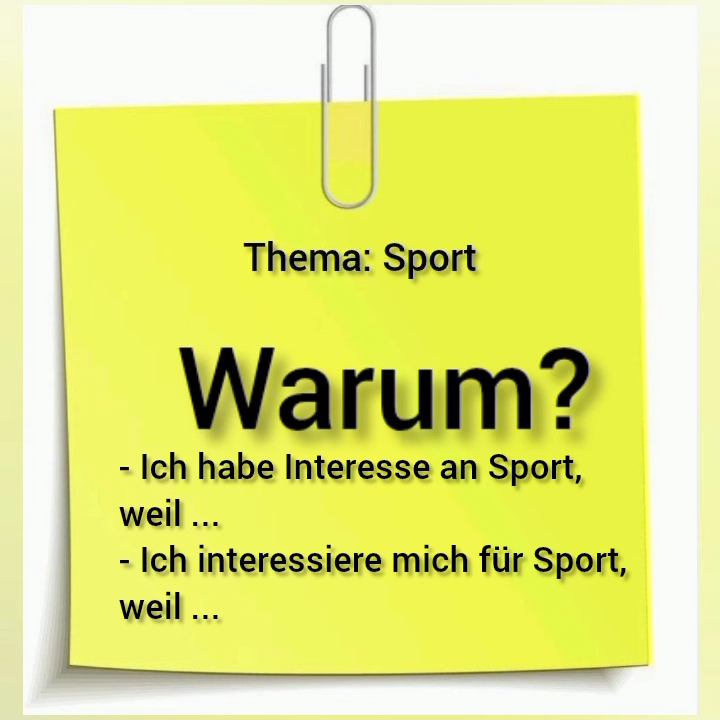 Thema: Sport
Warum?
- Ich habe Interesse an Sport,
weil ...
- Ich interessiere mich für Sport,
weil ...